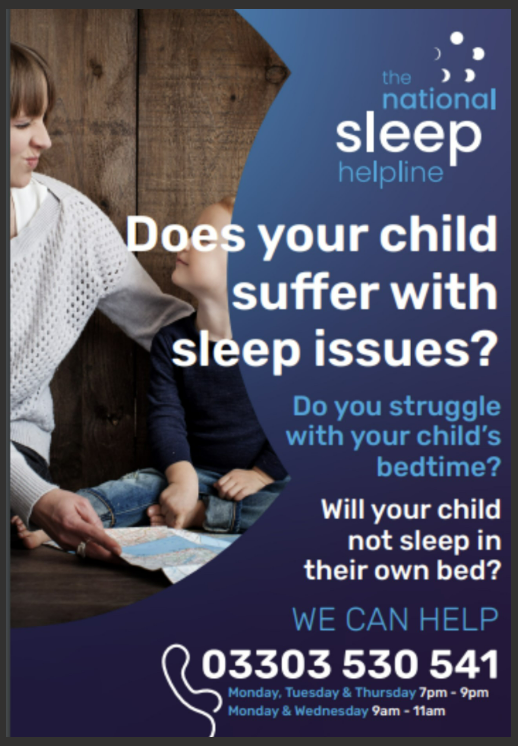 the
national
sleep
helpline
Does your child
suffer with
sleep issues?
Do you struggle
with your child's
bedtime?
Will your child
not sleep in
their own bed?
WE CAN HELP
03303 530 541
Monday, Tuesday & Thursday 7pm - 9pm
Monday & Wednesday 9am - 11am